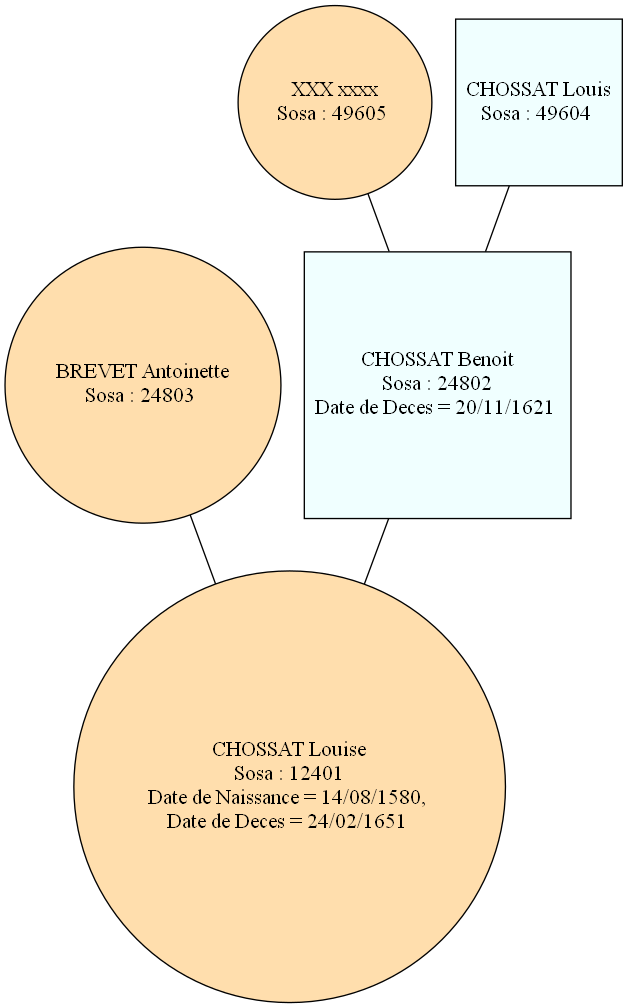 XXX xxxx
Sosa : 49605
CHOSSAT Louis
Sosa : 49604
BREVET Antoinette
Sosa : 24803
CHOSSAT Benoit
Sosa : 24802
Date de Deces = 20/11/1621
CHOSSAT Louise
Sosa : 12401
Date de Naissance = 14/08/1580,
Date de Deces = 24/02/1651